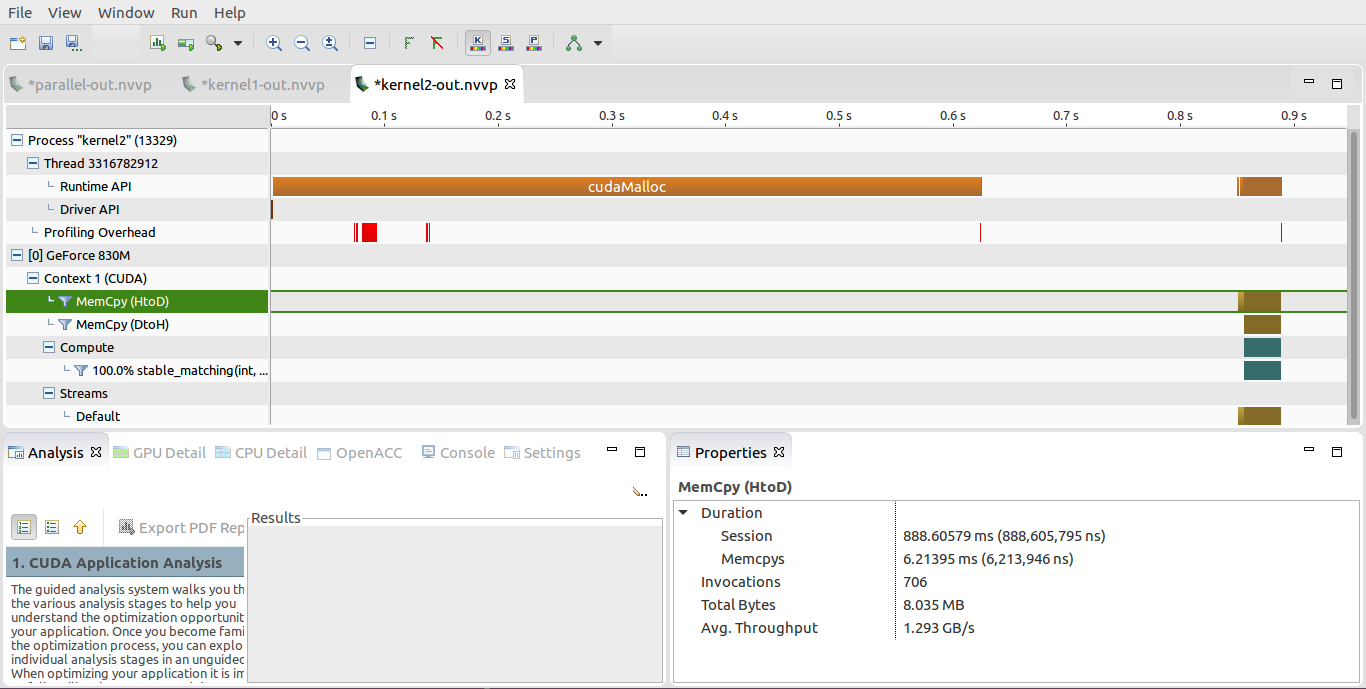 File View Window Run Help
*parallel-out.nvvp *kernel1-out.nvvp *kernel2-out.nvvp
0 s 0.1 s 0.2 s 0.3 s 0.4 s 0.5 s 0.6 s 0.7 s 0.8 s 0.9 s
Process "kernel2" (13329)
Thread 3316782912
Runtime API cudaMalloc
Driver API
Profiling Overhead
[0] GeForce 830M
Context 1 (CUDA)
MemCpy (HtoD)
MemCpy (DtoH)
Compute
100.0% stable_matching(int, ...
Streams
Default
Analysis GPU Detail CPU Detail OpenACC Console Settings
Export PDF Rep
Results
1. CUDA Application Analysis
The guided analysis system walks you th
the various analysis stages to help you
understand the optimization opportunit
your application. Once you become fami
the optimization process, you can explo
individual analysis stages in an unguided
When optimizing your application it is im
Properties
MemCpy (HtoD)
Duration
Session 888.60579 ms (888,605,795 ns)
Memcpys 6.21395 ms (6,213,946 ns)
Invocations 706
Total Bytes 8.035 MB
Avg. Throughput 1.293 GB/s